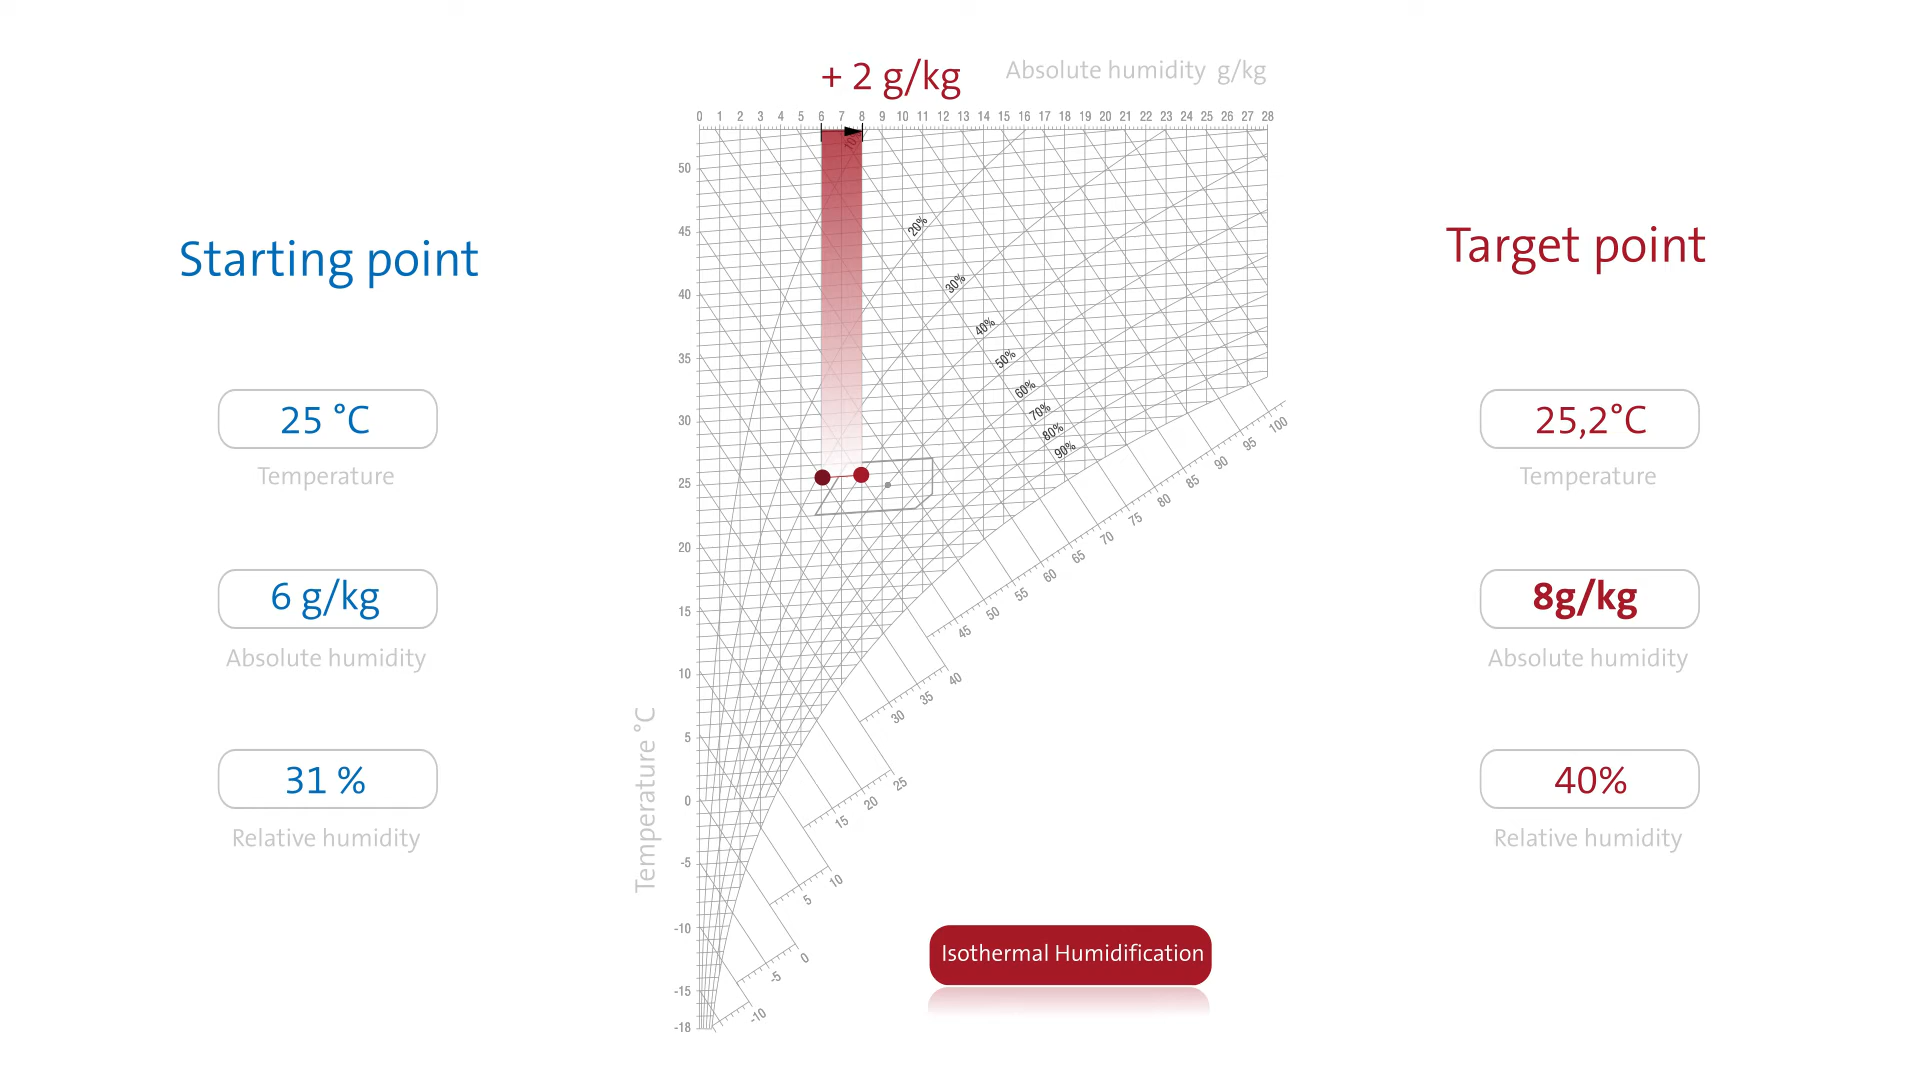 + 2 g/kg
Absolute humidity g/kg
0 1 2 3 4 5 6 7 8 9 10 11 12 13 14 15 16 17 18 19 20 21 22 23 24 25 26 27 28
Starting point
25 °C
Temperature
6 g/kg
Absolute humidity
31 %
Relative humidity
Temperature °C
50
45
40
35
30
25
20
15
10
5
0
-5
-10
-15
-18
10%
20%
30%
40%
50%
60%
70%
80%
90%
100
95
90
85
80
75
70
65
60
55
50
45
40
35
30
25
20
15
10
5
0
-5
-10
Isothermal Humidification
Target point
25,2°C
Temperature
8g/kg
Absolute humidity
40%
Relative humidity